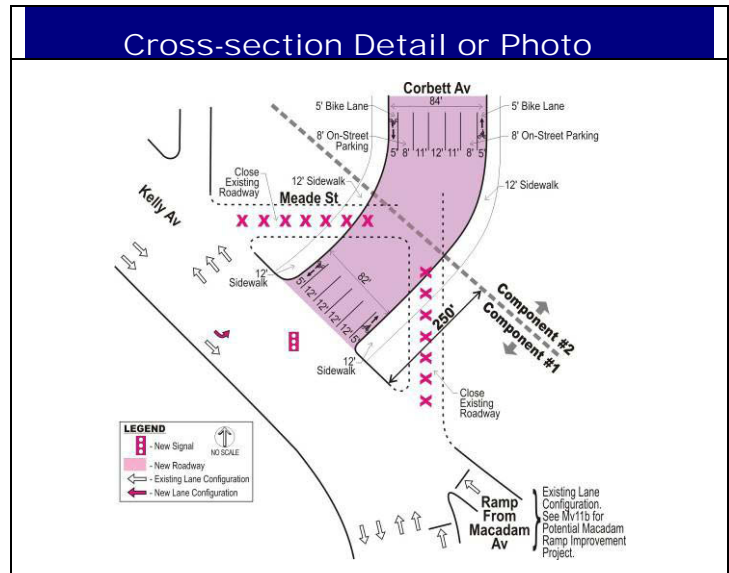 Cross-section Detail or Photo
Corbett Av
84'
5' Bike Lane
5' Bike Lane
8' On-Street
Parking
8' On-Street Parking
5' 8' 11' 12' 11' 8' 5'
12' Sidewalk
12' Sidewalk
Close
Existing
Roadway
Meade St
Kelly Av
12'
Sidewalk
82'
5' 12' 12' 12' 12' 12' 5'
12'
Sidewalk
250'
Component #2
Component #1
Close
Existing
Roadway
LEGEND
- New Signal
NO SCALE
- New Roadway
- Existing Lane Configuration
- New Lane Configuration
Ramp
From
Macadam
Av
Existing Lane
Configuration.
See Mv11b for
Potential Macadam
Ramp Improvement
Project.